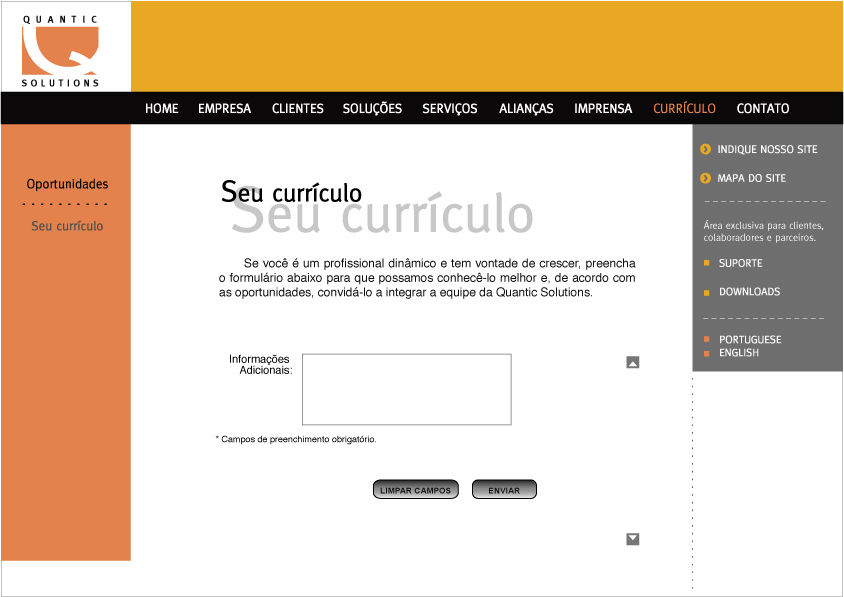 QUANTIC
SOLUTIONS
HOME EMPRESA CLIENTES SOLUÇÕES SERVIÇOS ALIANÇAS IMPRENSA CURRÍCULO CONTATO
Oportunidades
Seu currículo
Seu currículo
Seu currículo
Se você é um profissional dinâmico e tem vontade de crescer, preencha
o formulário abaixo para que possamos conhecê-lo melhor e, de acordo com
as oportunidades, convidá-lo a integrar a equipe da Quantic Solutions.
Informações
Adicionais:
* Campos de preenchimento obrigatório.
LIMPAR CAMPOS ENVIAR
INDIQUE NOSSO SITE
MAPA DO SITE
Área exclusiva para clientes,
colaboradores e parceiros.
SUPORTE
DOWNLOADS
PORTUGUESE
ENGLISH